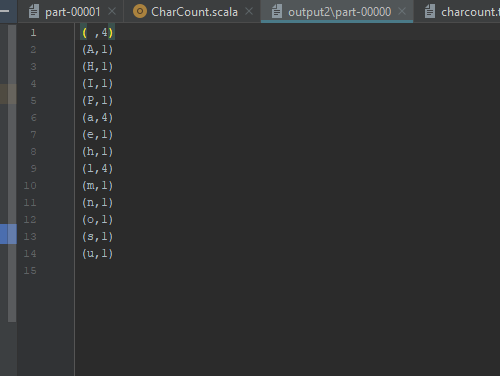 part-00001 CharCount.scala output2\part-00000 charcount.t
1 ( ,4)
2 (A,1)
3 (H,1)
4 (I,1)
5 (P,1)
6 (a,4)
7 (e,1)
8 (h,1)
9 (l,4)
10 (m,1)
11 (n,1)
12 (o,1)
13 (s,1)
14 (u,1)
15